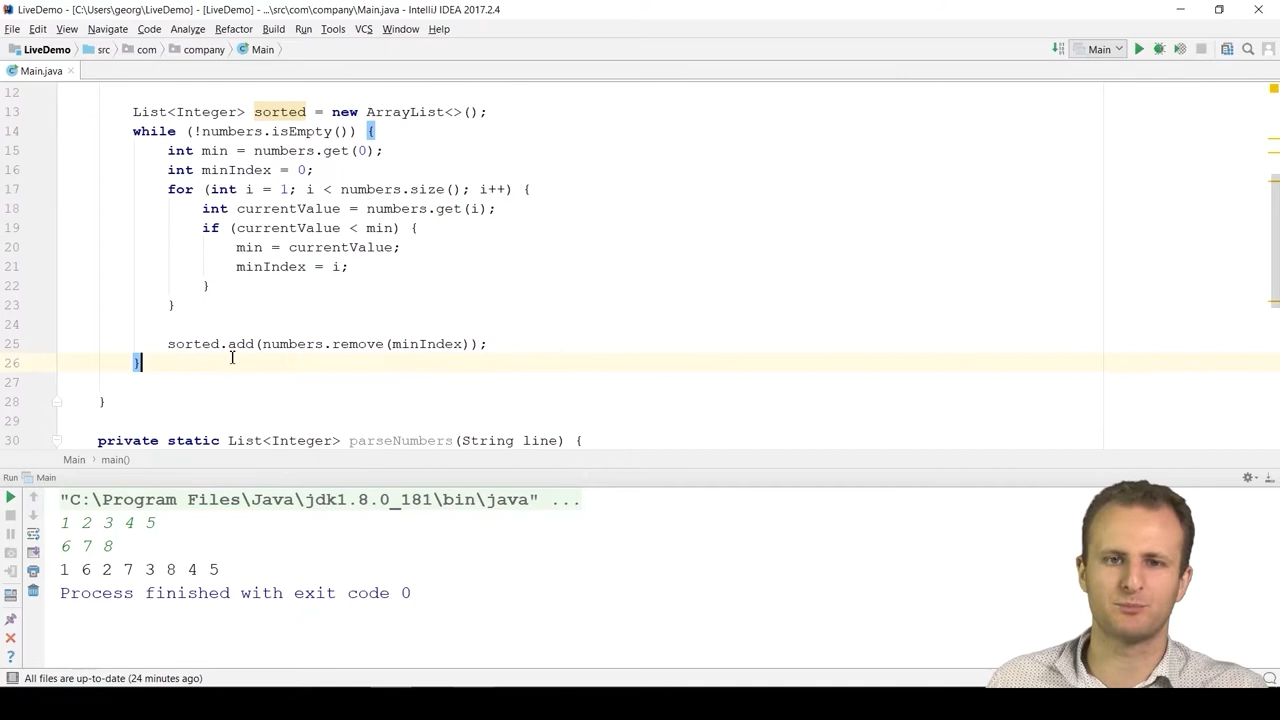 LiveDemo - [C:\Users\georg\LiveDemo] - [LiveDemo] - ...\src\com\company\Main.java - IntelliJ IDEA 2017.2.4
File Edit View Navigate Code Analyze Refactor Build Run Tools VCS Window Help
LiveDemo src com company Main Main
Main.java
12
13 List<Integer> sorted = new ArrayList<>();
14 while (!numbers.isEmpty()) {
15 int min = numbers.get(0);
16 int minIndex = 0;
17 for (int i = 1; i < numbers.size(); i++) {
18 int currentValue = numbers.get(i);
19 if (currentValue < min) {
20 min = currentValue;
21 minIndex = i;
22 }
23 }
24
25 sorted.add(numbers.remove(minIndex));
26 }
27
28 }
29
30 private static List<Integer> parseNumbers(String line) {
Main main()
Run Main
"C:\Program Files\Java\jdk1.8.0_181\bin\java" ...
1 2 3 4 5
6 7 8
1 6 2 7 3 8 4 5
Process finished with exit code 0
All files are up-to-date (24 minutes ago)